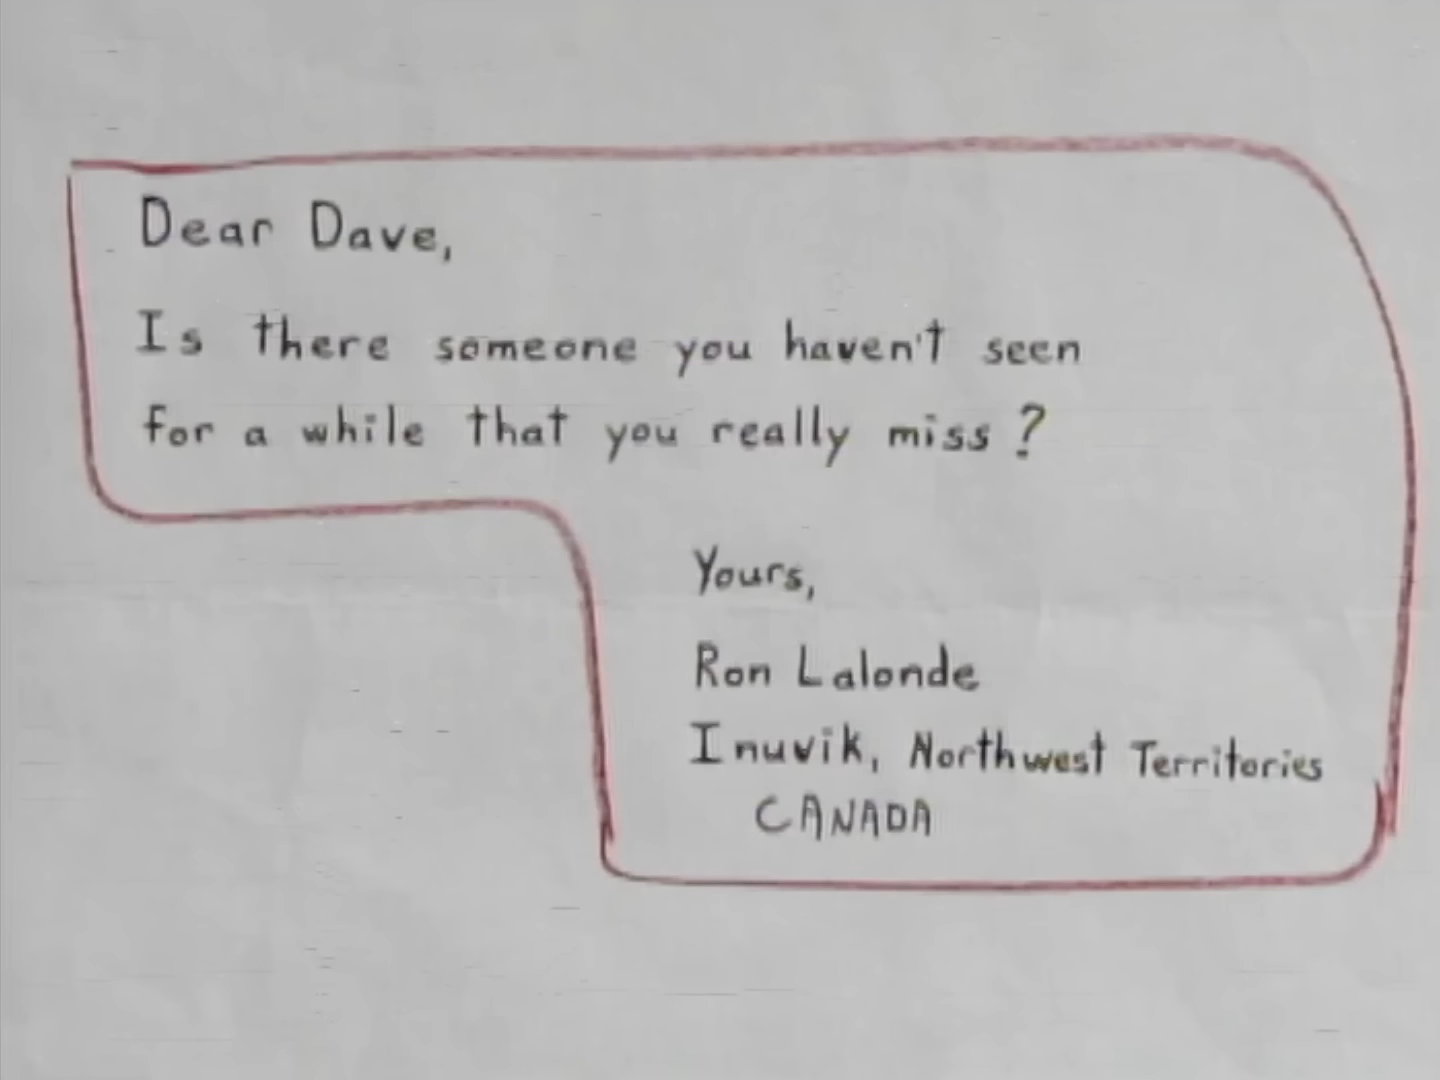 Dear Dave,
Is there someone you haven't seen
for a while that you really miss?
Yours,
Ron Lalonde
Inuvik, Northwest Territories
CANADA